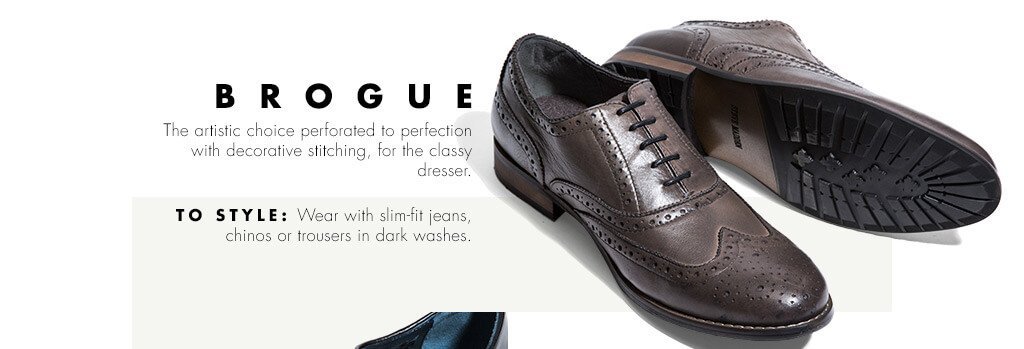 BROGUE
The artistic choice perforated to perfection
with decorative stitching, for the classy
dresser.
TO STYLE: Wear with slim-fit jeans,
chinos or trousers in dark washes.